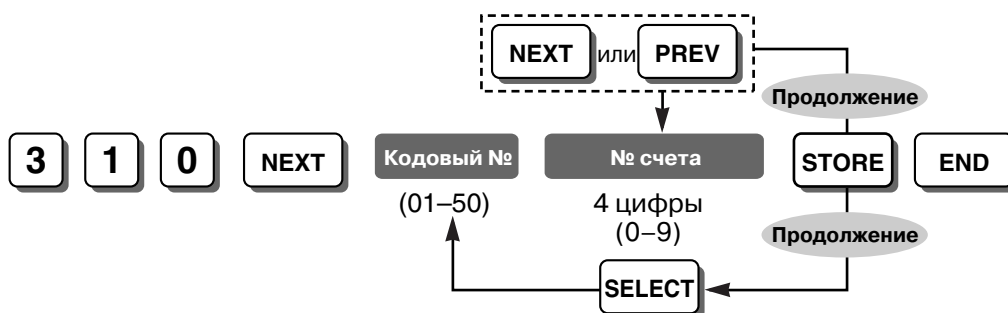 NEXT или PREV
Продолжение
3 1 0 NEXT Кодовый № № счета STORE END
(01–50) 4 цифры
(0–9)
Продолжение
SELECT